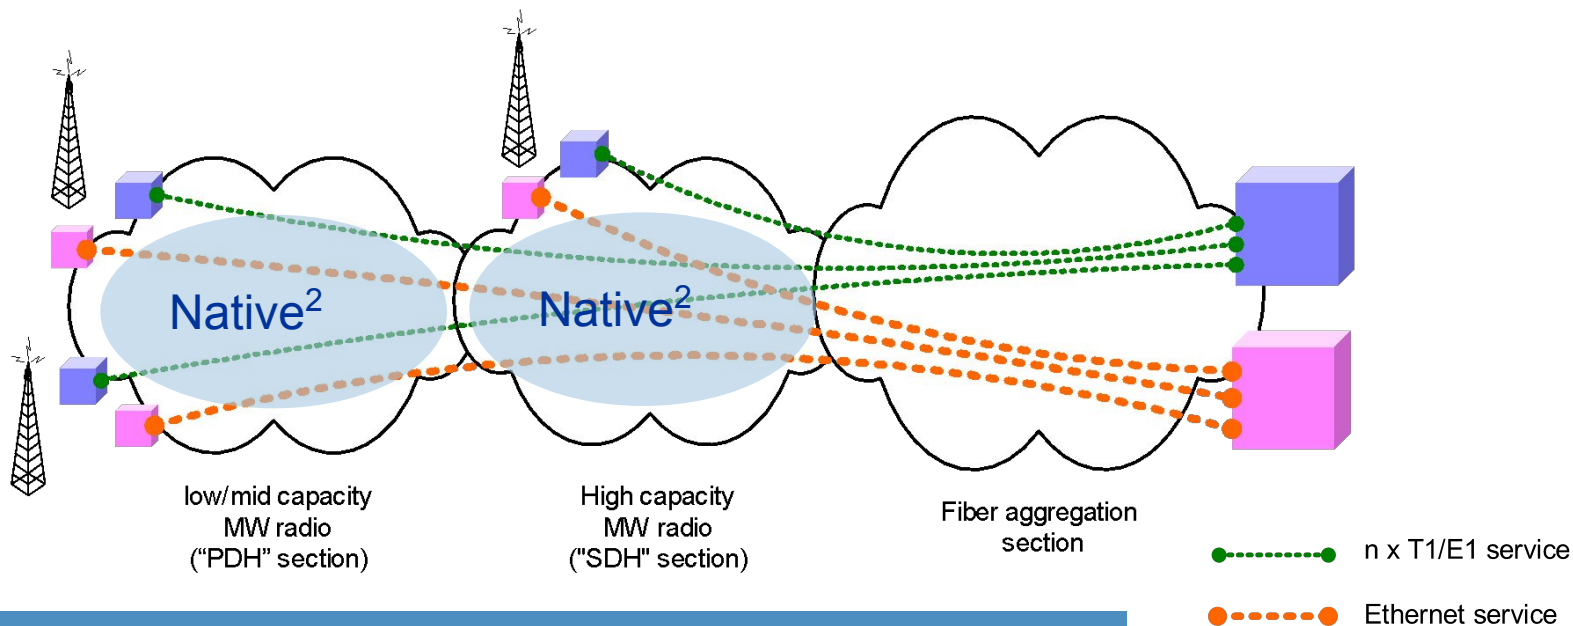 Native²
Native²
low/mid capacity
MW radio
(“PDH” section)
High capacity
MW radio
("SDH" section)
Fiber aggregation
section
n x T1/E1 service
Ethernet service